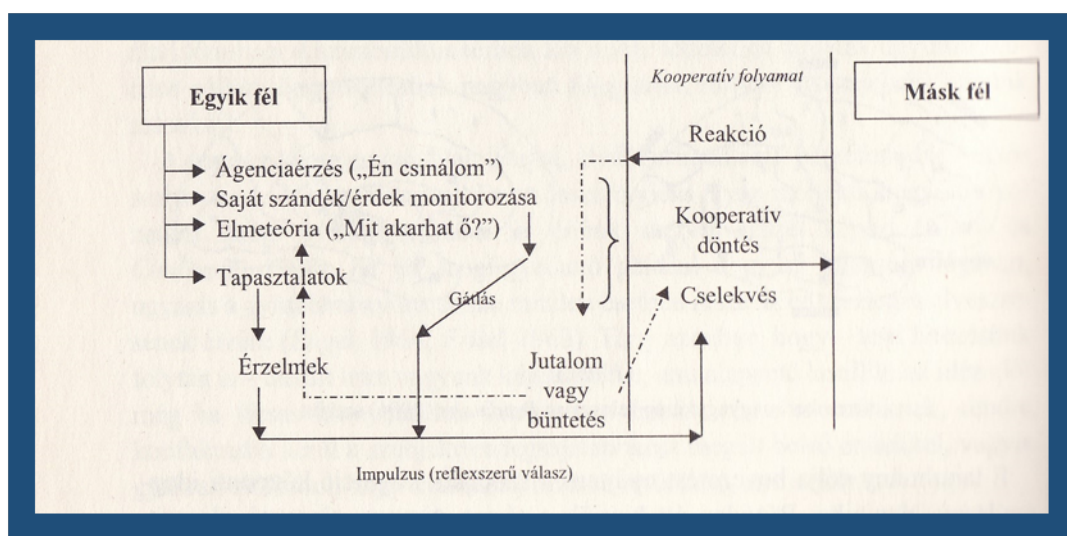 Kooperatív folyamat
Egyik fél
Másk fél
Reakció
Ágenciaérzés („Én csinálom”)
Saját szándék/érdek monitorozása
Elmeteória („Mit akarhat ő?”)
Kooperatív
döntés
Tapasztalatok
Gátlás
Cselekvés
Érzelmek
Jutalom
vagy
büntetés
Impulzus (reflexszerű válasz)